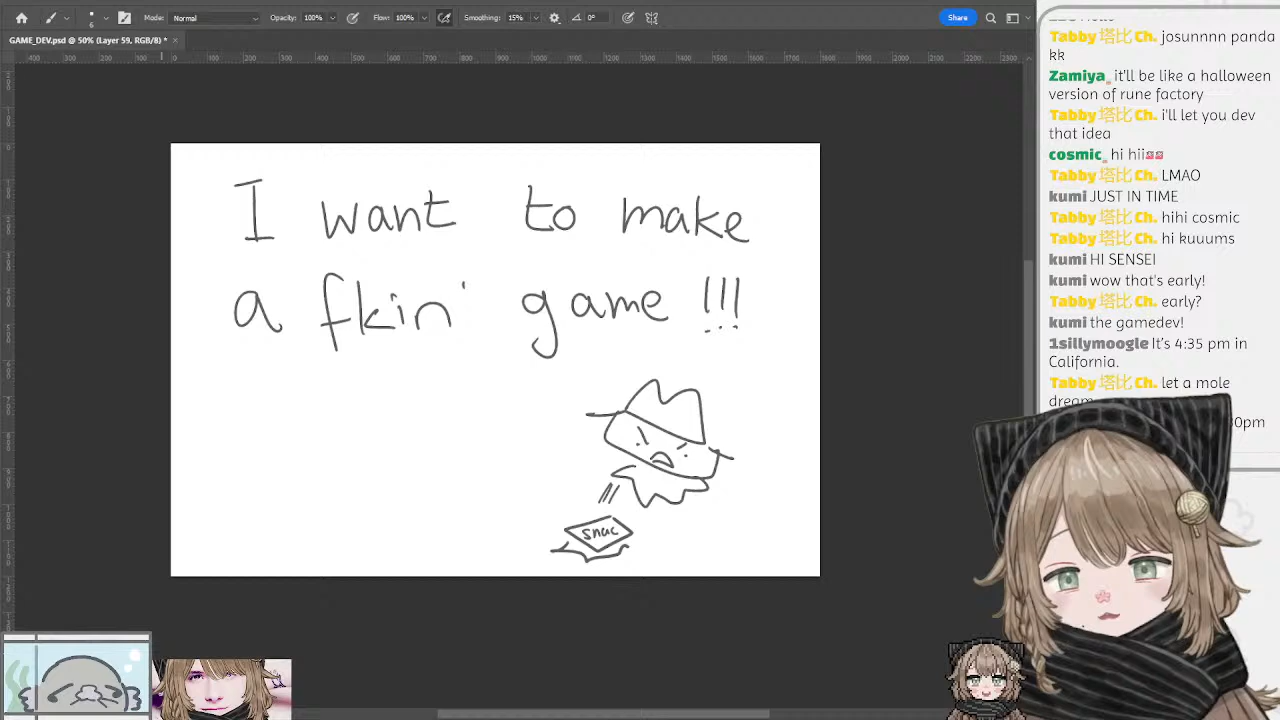 Mode: Normal Opacity: 100% Flow: 100% Smoothing: 15% 0° Share
GAME_DEV.psd @ 50% (Layer 59, RGB/8) *
I want to make
a fkin' game !!!
snac
Tabby 塔比 Ch. josunnnn panda
kk
Zamiya it'll be like a halloween
version of rune factory
Tabby 塔比 Ch. i'll let you dev
that idea
cosmic hi hii
Tabby 塔比 Ch. LMAO
kumi JUST IN TIME
Tabby 塔比 Ch. hihi cosmic
Tabby 塔比 Ch. hi kuuums
kumi HI SENSEI
kumi wow that's early!
Tabby 塔比 Ch. early?
kumi the gamedev!
1sillymoogle It's 4:35 pm in
California.
Tabby 塔比 Ch. let a mole
dream